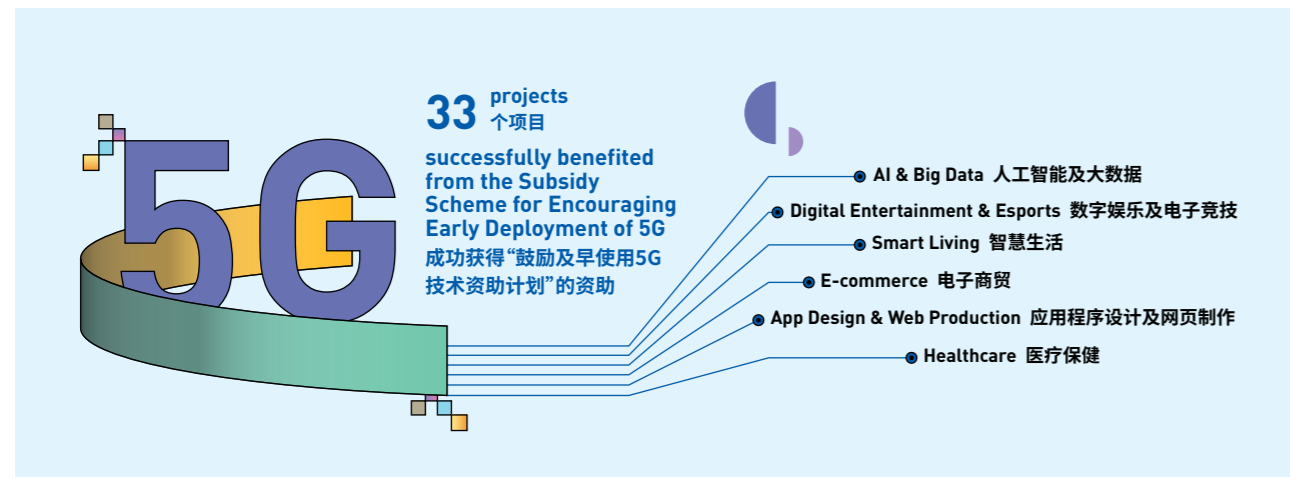 5G
33 projects
个项目
successfully benefited
from the Subsidy
Scheme for Encouraging
Early Deployment of 5G
成功获得“鼓励及早使用5G
技术资助计划”的资助
AI & Big Data 人工智能及大数据
Digital Entertainment & Esports 数字娱乐及电子竞技
Smart Living 智慧生活
E-commerce 电子商贸
App Design & Web Production 应用程序设计及网页制作
Healthcare 医疗保健